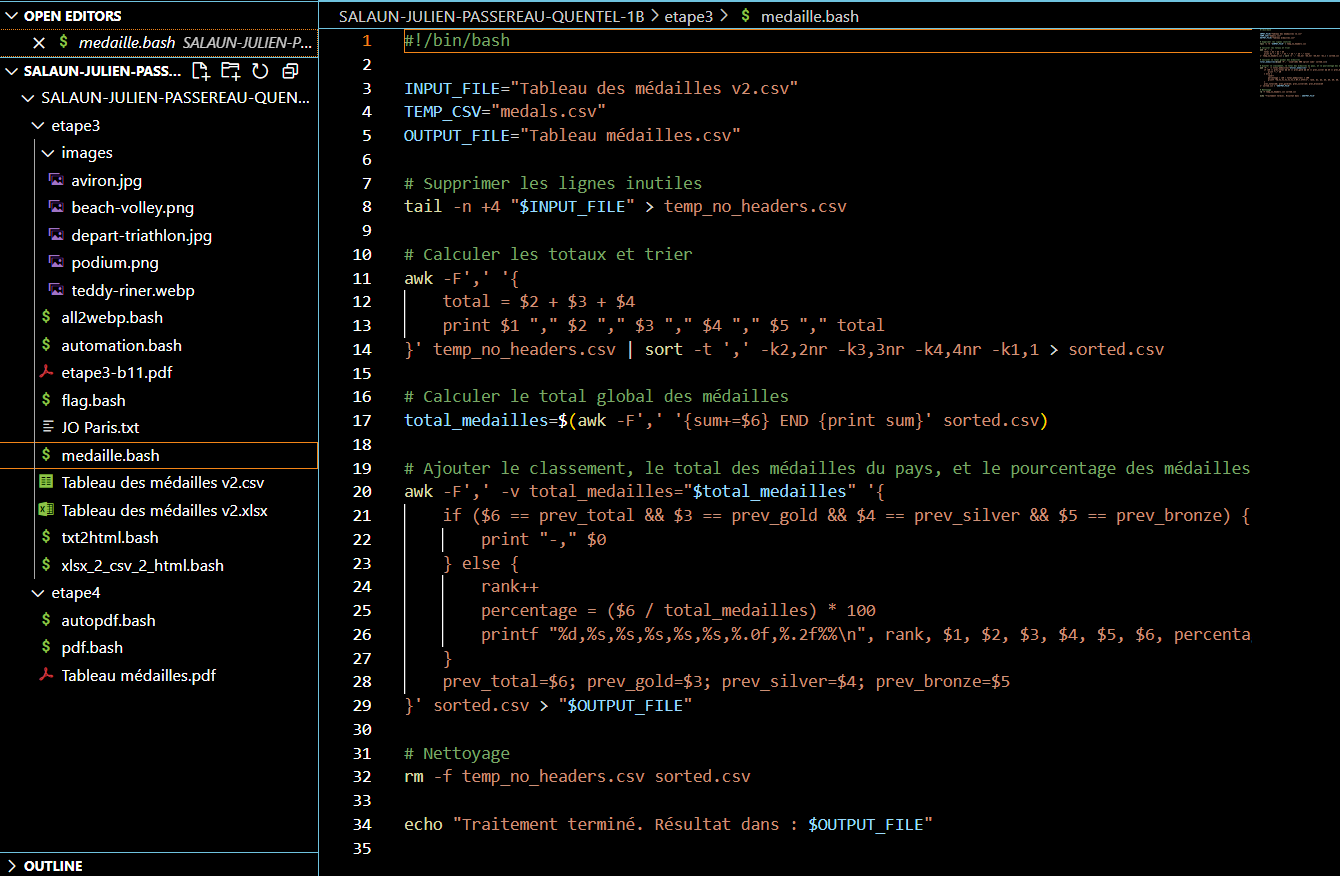 OPEN EDITORS
medaille.bash SALAUN-JULIEN-P...
SALAUN-JULIEN-PASS...
SALAUN-JULIEN-PASSEREAU-QUEN...
etape3
images
aviron.jpg
beach-volley.png
depart-triathlon.jpg
podium.png
teddy-riner.webp
all2webp.bash
automation.bash
etape3-b11.pdf
flag.bash
JO Paris.txt
medaille.bash
Tableau des médailles v2.csv
Tableau des médailles v2.xlsx
txt2html.bash
xlsx_2_csv_2_html.bash
etape4
autopdf.bash
pdf.bash
Tableau médailles.pdf
OUTLINE
SALAUN-JULIEN-PASSEREAU-QUENTEL-1B > etape3 > $ medaille.bash
1 #!/bin/bash
2
3 INPUT_FILE="Tableau des médailles v2.csv"
4 TEMP_CSV="medals.csv"
5 OUTPUT_FILE="Tableau médailles.csv"
6
7 # Supprimer les lignes inutiles
8 tail -n +4 "$INPUT_FILE" > temp_no_headers.csv
9
10 # Calculer les totaux et trier
11 awk -F',' '{
12 total = $2 + $3 + $4
13 print $1 "," $2 "," $3 "," $4 "," $5 "," total
14 }' temp_no_headers.csv | sort -t ',' -k2,2nr -k3,3nr -k4,4nr -k1,1 > sorted.csv
15
16 # Calculer le total global des médailles
17 total_medailles=$(awk -F',' '{sum+=$6} END {print sum}' sorted.csv)
18
19 # Ajouter le classement, le total des médailles du pays, et le pourcentage des médailles
20 awk -F',' -v total_medailles="$total_medailles" '{
21 if ($6 == prev_total && $3 == prev_gold && $4 == prev_silver && $5 == prev_bronze) {
22 print "-," $0
23 } else {
24 rank++
25 percentage = ($6 / total_medailles) * 100
26 printf "%d,%s,%s,%s,%s,%s,%.0f,%.2f%%\n", rank, $1, $2, $3, $4, $5, $6, percenta
27 }
28 prev_total=$6; prev_gold=$3; prev_silver=$4; prev_bronze=$5
29 }' sorted.csv > "$OUTPUT_FILE"
30
31 # Nettoyage
32 rm -f temp_no_headers.csv sorted.csv
33
34 echo "Traitement terminé. Résultat dans : $OUTPUT_FILE"
35